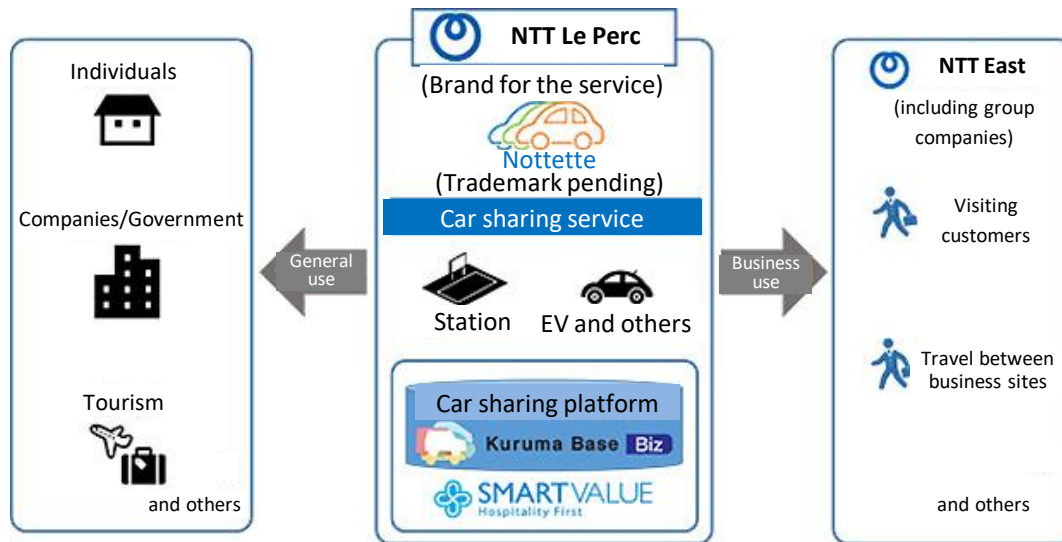 Individuals
Companies/Government
Tourism
and others
General
use
NTT Le Perc
(Brand for the service)
Nottette
(Trademark pending)
Car sharing service
Station
EV and others
Car sharing platform
Kuruma Base Biz
SMARTVALUE
Hospitality First
Business
use
NTT East
(including group
companies)
Visiting
customers
Travel between
business sites
and others